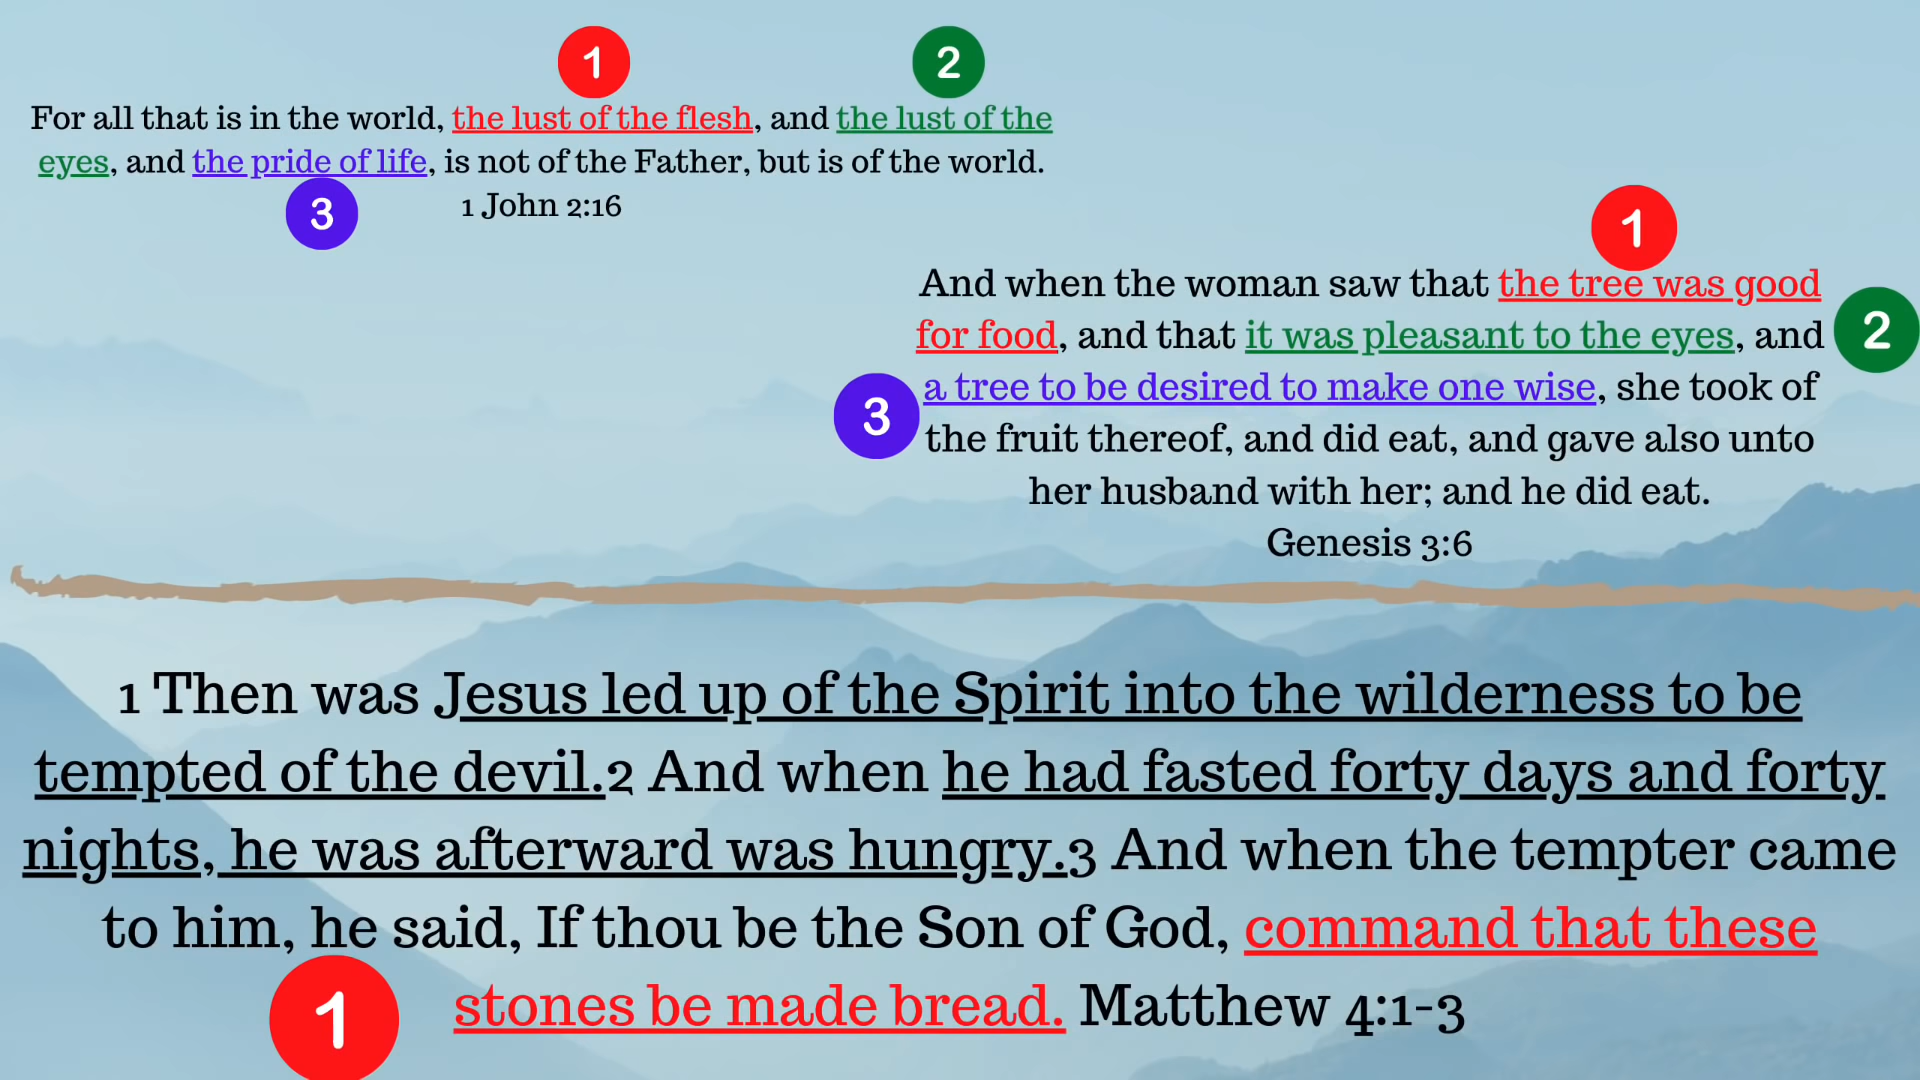 1
2
For all that is in the world, the lust of the flesh, and the lust of the
eyes, and the pride of life, is not of the Father, but is of the world.
3
1 John 2:16
1
And when the woman saw that the tree was good
for food, and that it was pleasant to the eyes, and
2
3
a tree to be desired to make one wise, she took of
the fruit thereof, and did eat, and gave also unto
her husband with her; and he did eat.
Genesis 3:6
1 Then was Jesus led up of the Spirit into the wilderness to be
tempted of the devil.2 And when he had fasted forty days and forty
nights, he was afterward was hungry.3 And when the tempter came
to him, he said, If thou be the Son of God, command that these
1
stones be made bread. Matthew 4:1-3